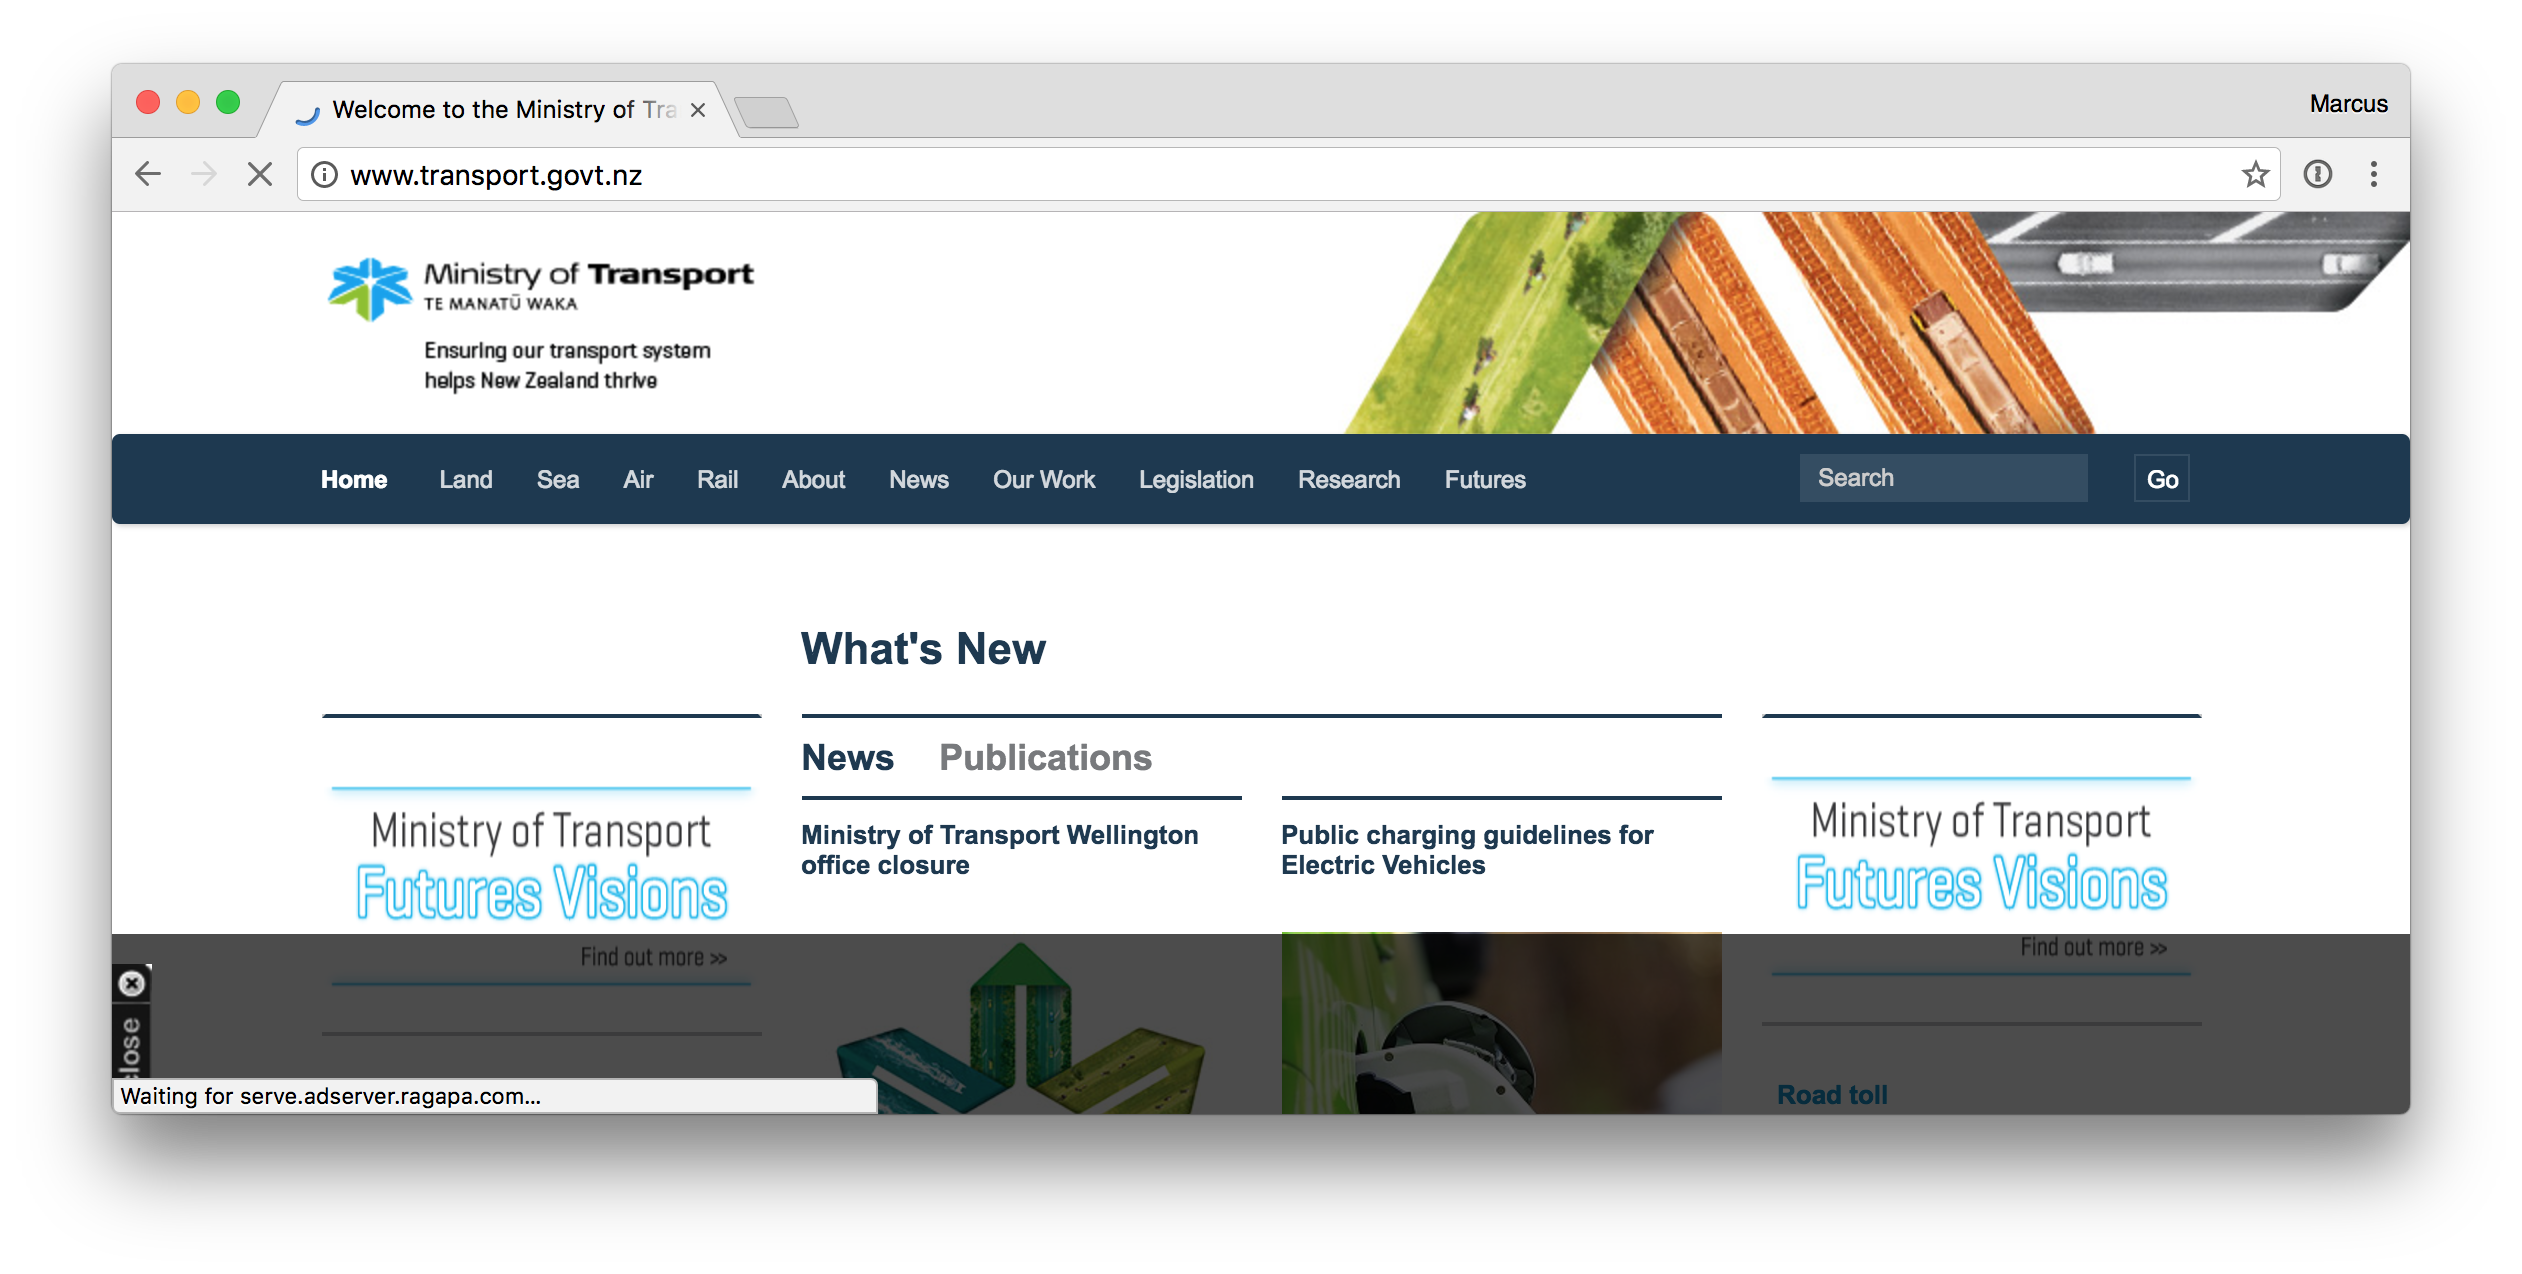 Welcome to the Ministry of Tra
Marcus
www.transport.govt.nz
Ministry of Transport
TE MANATŪ WAKA
Ensuring our transport system
helps New Zealand thrive
Home Land Sea Air Rail About News Our Work Legislation Research Futures Search Go
What's New
News Publications
Ministry of Transport
Futures Visions
Find out more >>
Ministry of Transport Wellington
office closure
Public charging guidelines for
Electric Vehicles
Ministry of Transport
Futures Visions
Find out more >>
Road toll
close
Waiting for serve.adserver.ragapa.com...